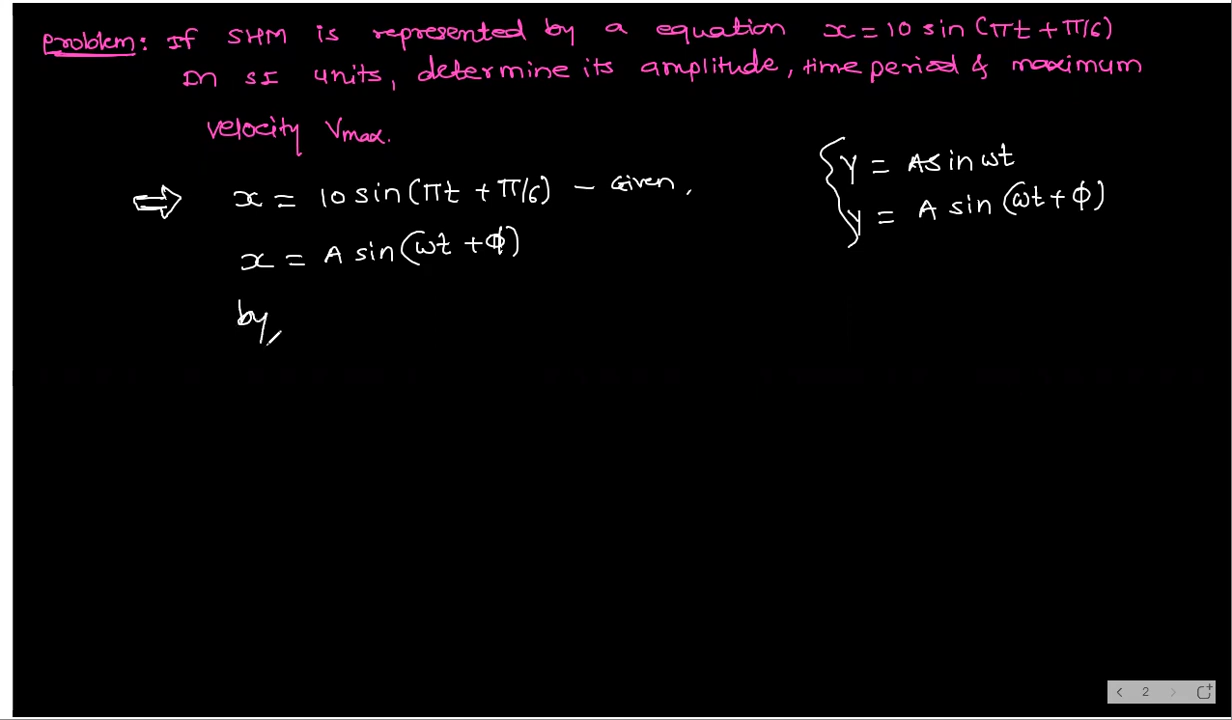 Problem: If SHM is represented by a equation x = 10 sin (πt + π/6)
In SI units, determine its amplitude, time period & maximum
velocity Vmax.
⇒ x = 10 sin (πt + π/6) – Given,
x = A sin (ωt + ϕ)
by,
Y = A sin ωt
Y = A sin (ωt + ϕ)
2